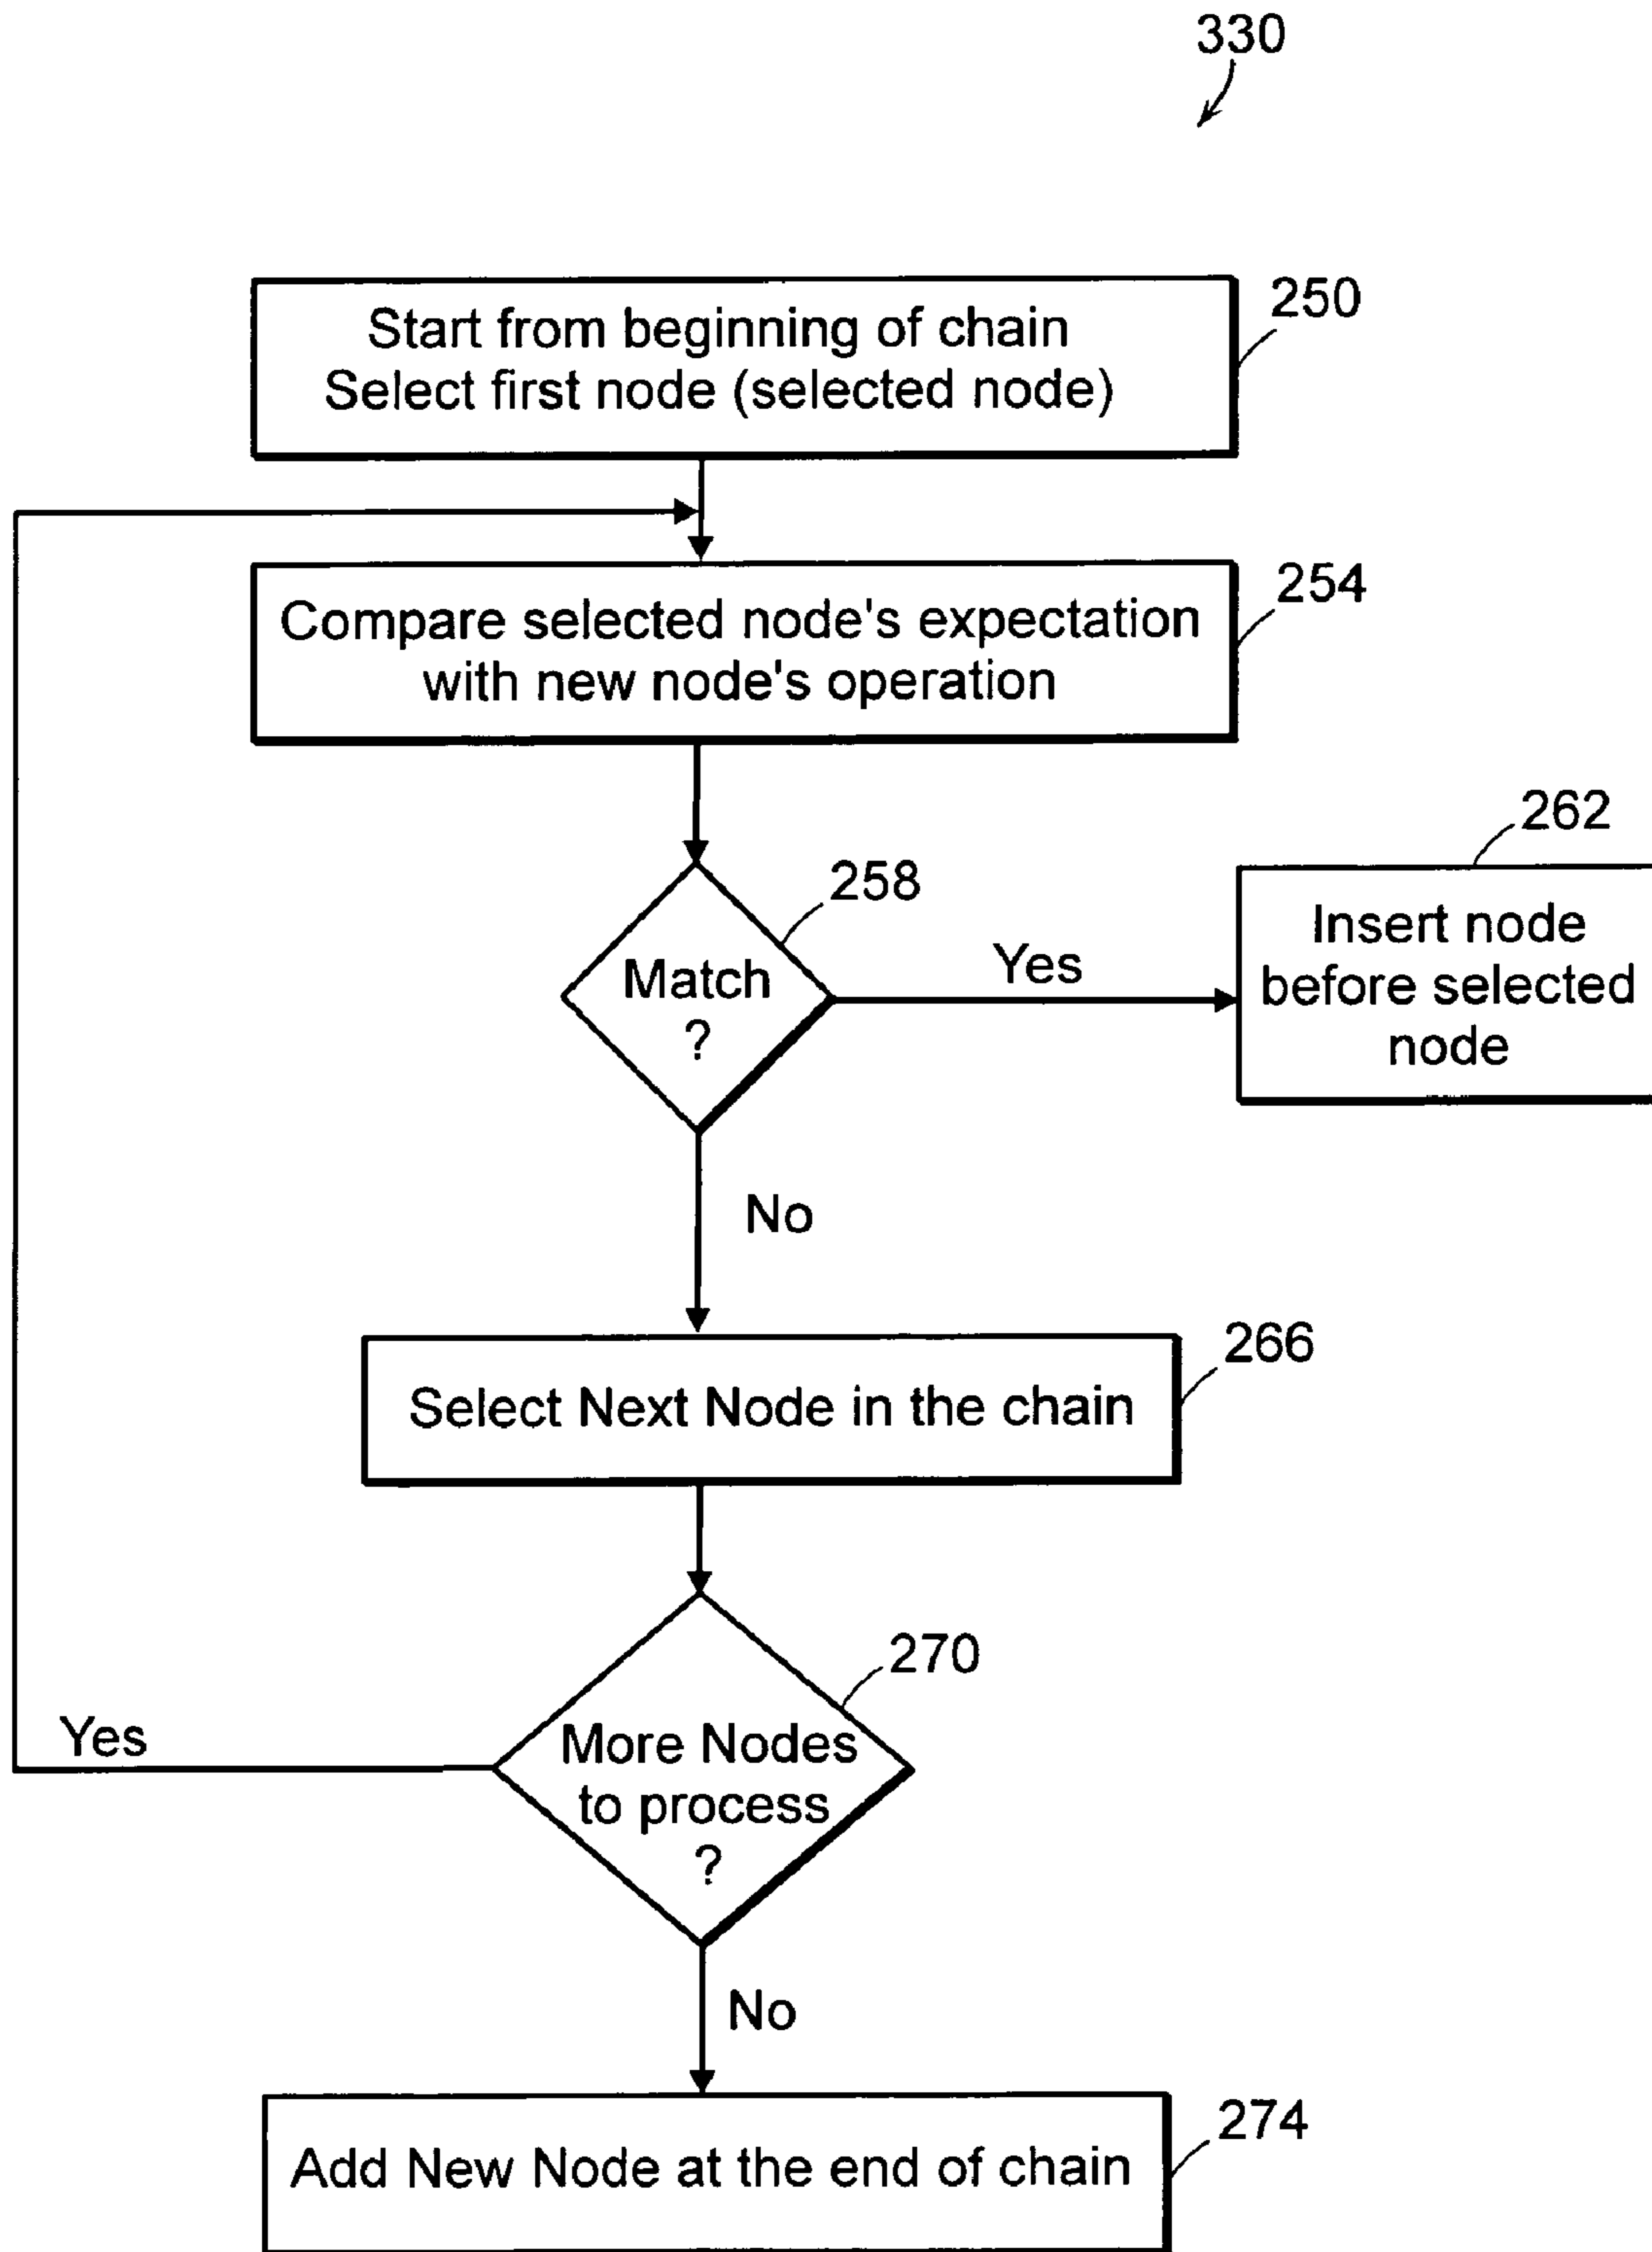 330
Start from beginning of chain
Select first node (selected node)
250
Compare selected node's expectation
with new node's operation
254
Match
?
258
Yes
Insert node
before selected
node
262
No
Select Next Node in the chain
266
More Nodes
to process
?
270
Yes
No
Add New Node at the end of chain
274